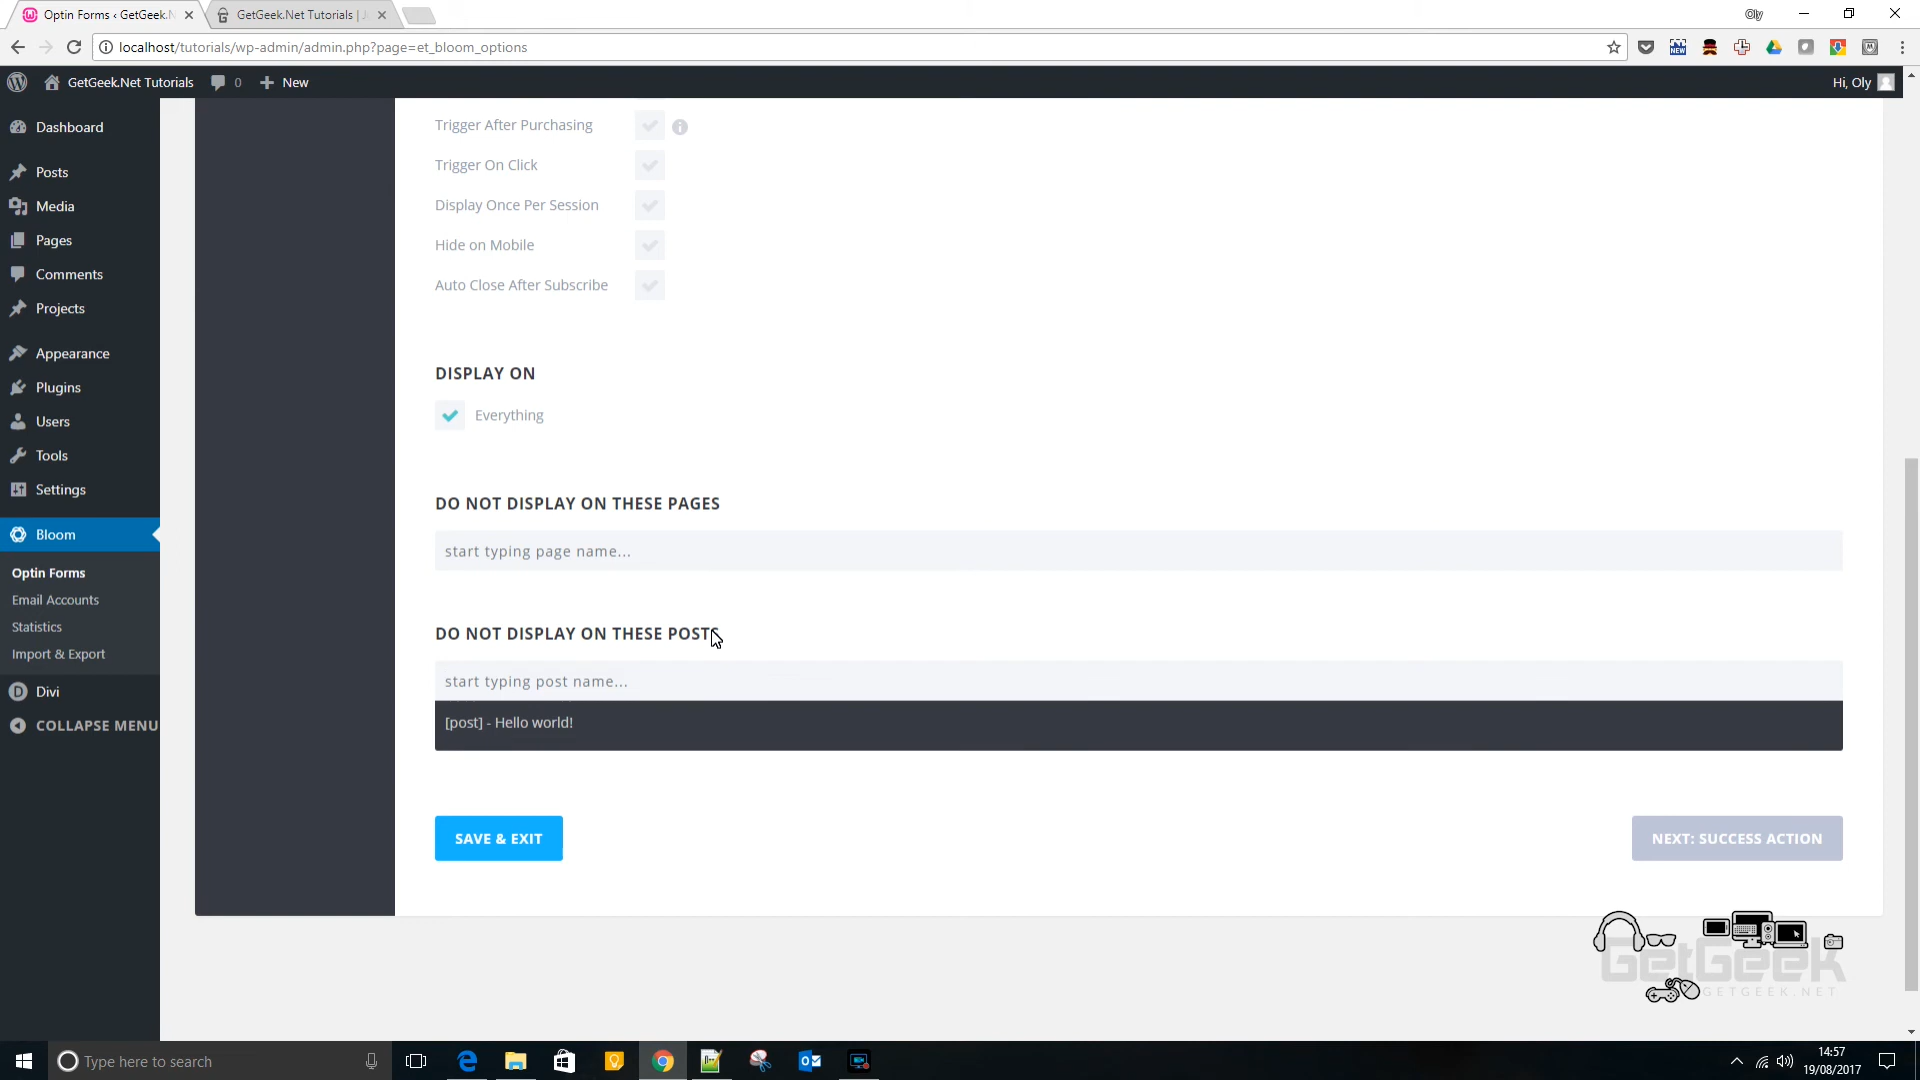 Optin Forms ‹ GetGeek.N
GetGeek.Net Tutorials |
Oly
localhost/tutorials/wp-admin/admin.php?page=et_bloom_options
NEW
GetGeek.Net Tutorials
0
New
Hi, Oly
Dashboard
Posts
Media
Pages
Comments
Projects
Appearance
Plugins
Users
Tools
Settings
Bloom
Optin Forms
Email Accounts
Statistics
Import & Export
Divi
COLLAPSE MENU
Trigger After Purchasing
Trigger On Click
Display Once Per Session
Hide on Mobile
Auto Close After Subscribe
DISPLAY ON
Everything
DO NOT DISPLAY ON THESE PAGES
start typing page name...
DO NOT DISPLAY ON THESE POSTS
start typing post name...
[post] - Hello world!
SAVE & EXIT
NEXT: SUCCESS ACTION
GetGeek
GETGEEK.NET
Type here to search
14:57
19/08/2017